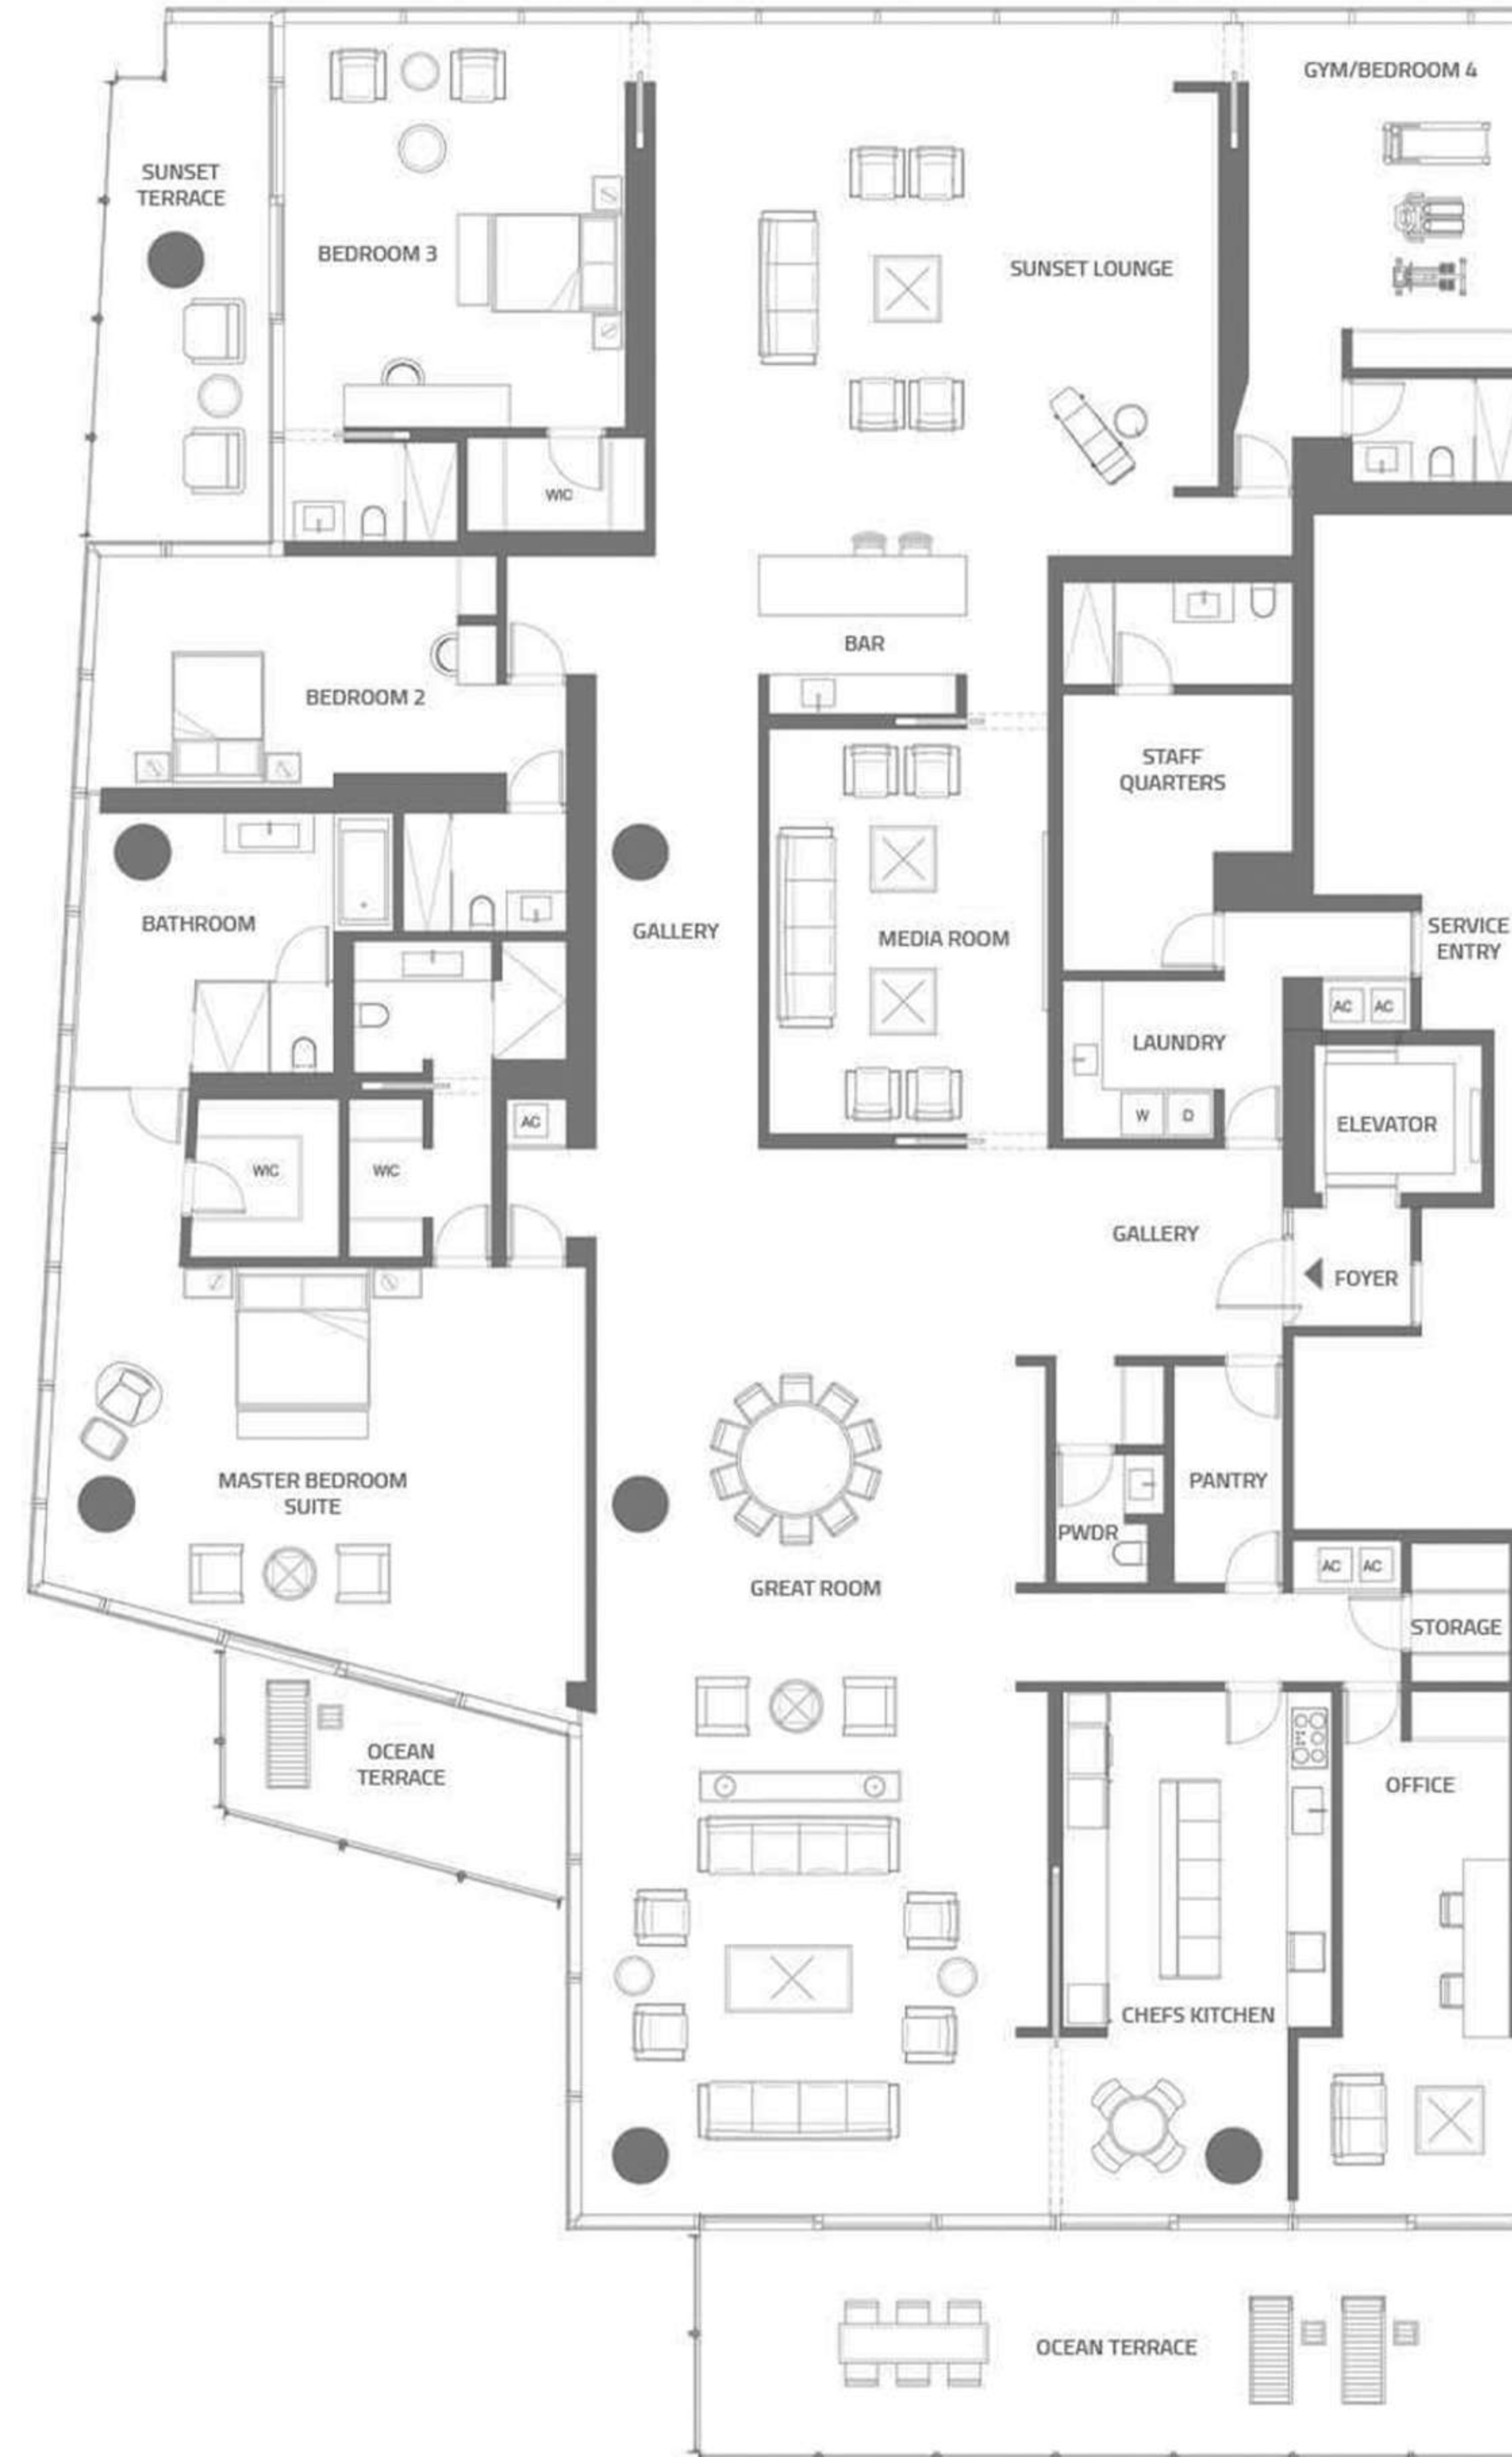 GYM/BEDROOM 4
SUNSET
TERRACE
BEDROOM 3
SUNSET LOUNGE
WIC
BAR
BEDROOM 2
STAFF
QUARTERS
BATHROOM
GALLERY
MEDIA ROOM
SERVICE
ENTRY
AC AC
LAUNDRY
W D
AC
ELEVATOR
WIC
WIC
GALLERY
FOYER
MASTER BEDROOM
SUITE
PANTRY
PWDR
AC AC
GREAT ROOM
STORAGE
OCEAN
TERRACE
OFFICE
CHEFS KITCHEN
OCEAN TERRACE